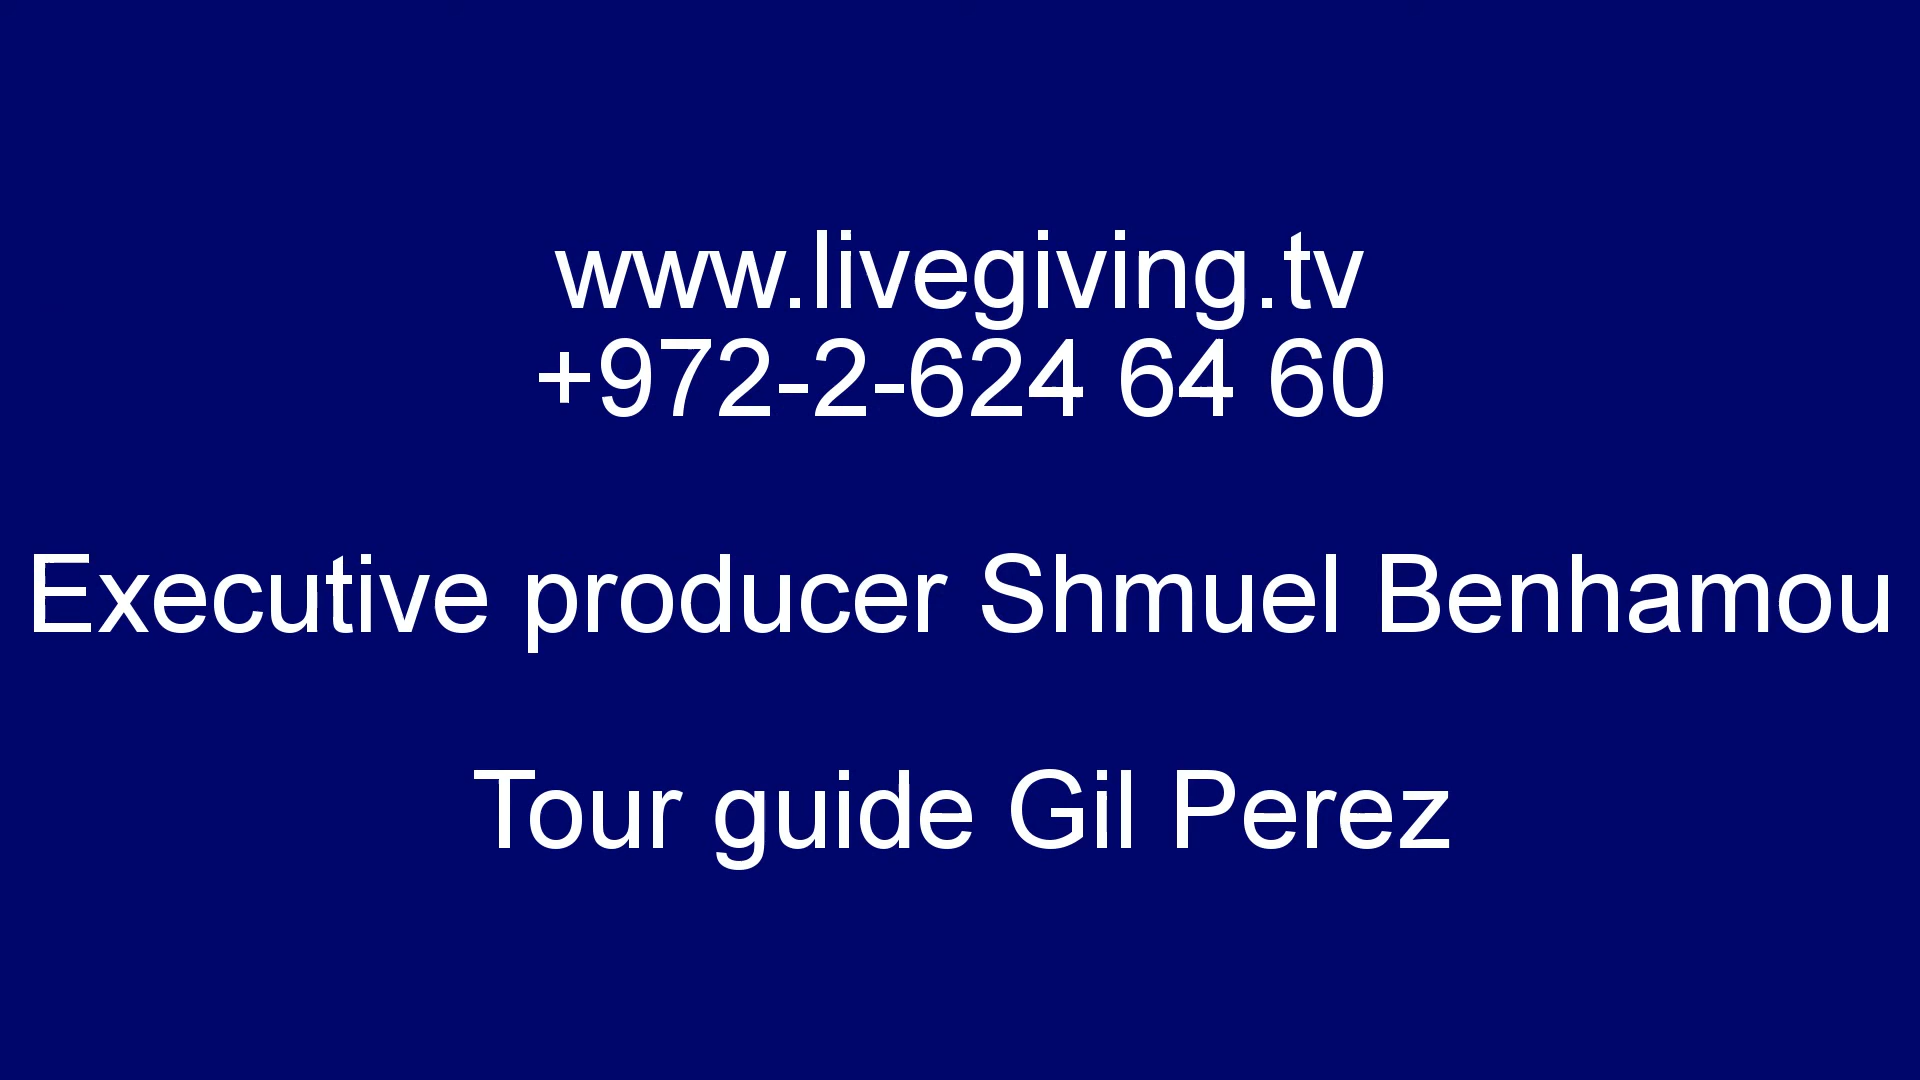 www.livegiving.tv
+972-2-624 64 60
Executive producer Shmuel Benhamou
Tour guide Gil Perez